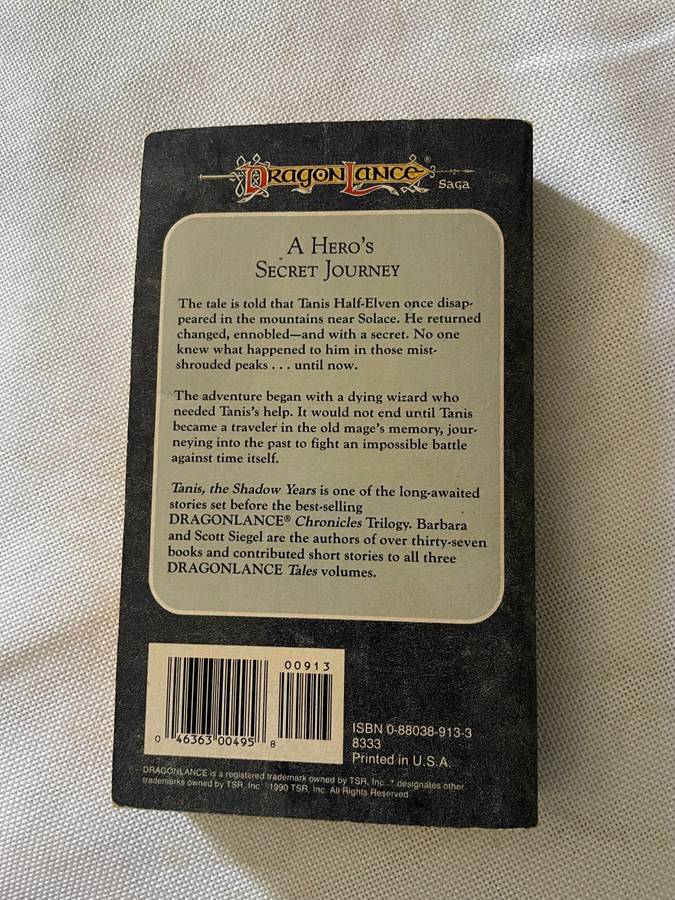 DRAGONLANCE®
SAGA
A HERO'S
SECRET JOURNEY
The tale is told that Tanis Half-Elven once disap-
peared in the mountains near Solace. He returned
changed, ennobled—and with a secret. No one
knew what happened to him in those mist-
shrouded peaks . . . until now.
The adventure began with a dying wizard who
needed Tanis's help. It would not end until Tanis
became a traveler in the old mage's memory, jour-
neying into the past to fight an impossible battle
against time itself.
Tanis, the Shadow Years is one of the long-awaited
stories set before the best-selling
DRAGONLANCE® Chronicles Trilogy. Barbara
and Scott Siegel are the authors of over thirty-seven
books and contributed short stories to all three
DRAGONLANCE Tales volumes.
00913
0 46363 00495 8
ISBN 0-88038-913-3
8333
Printed in U.S.A.
DRAGONLANCE is a registered trademark owned by TSR, Inc. * designates other
trademarks owned by TSR, Inc. 1990 TSR, Inc. All Rights Reserved